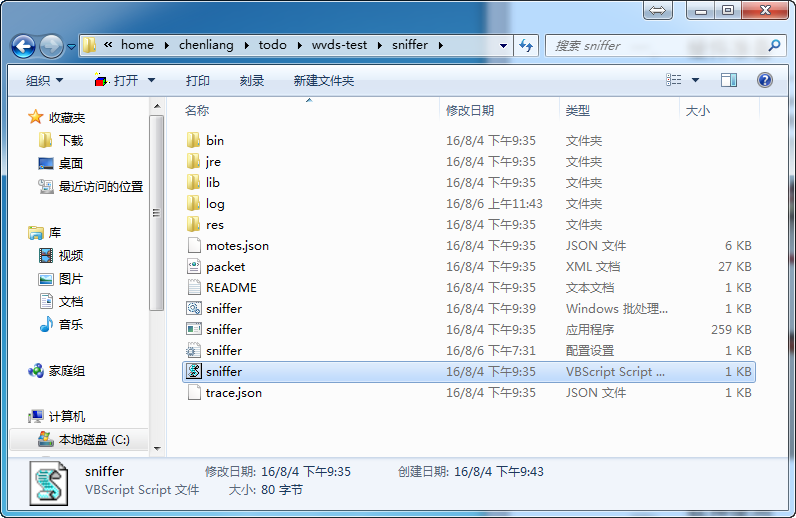 « home ▸ chenliang ▸ todo ▸ wvds-test ▸ sniffer ▸
搜索 sniffer
组织 打开 打印 刻录 新建文件夹
收藏夹
下载
桌面
最近访问的位置
库
视频
图片
文档
音乐
家庭组
计算机
本地磁盘 (C:)
名称 修改日期 类型 大小
bin 16/8/4 下午9:35 文件夹
jre 16/8/4 下午9:35 文件夹
lib 16/8/4 下午9:35 文件夹
log 16/8/6 上午11:43 文件夹
res 16/8/4 下午9:35 文件夹
motes.json 16/8/4 下午9:35 JSON 文件 6 KB
packet 16/8/4 下午9:35 XML 文档 27 KB
README 16/8/4 下午9:35 文本文档 1 KB
sniffer 16/8/4 下午9:39 Windows 批处理... 1 KB
sniffer 16/8/4 下午9:35 应用程序 259 KB
sniffer 16/8/6 下午7:31 配置设置 1 KB
sniffer 16/8/4 下午9:35 VBScript Script ... 1 KB
trace.json 16/8/4 下午9:35 JSON 文件 1 KB
sniffer 修改日期: 16/8/4 下午9:35 创建日期: 16/8/4 下午9:43
VBScript Script 文件 大小: 80 字节